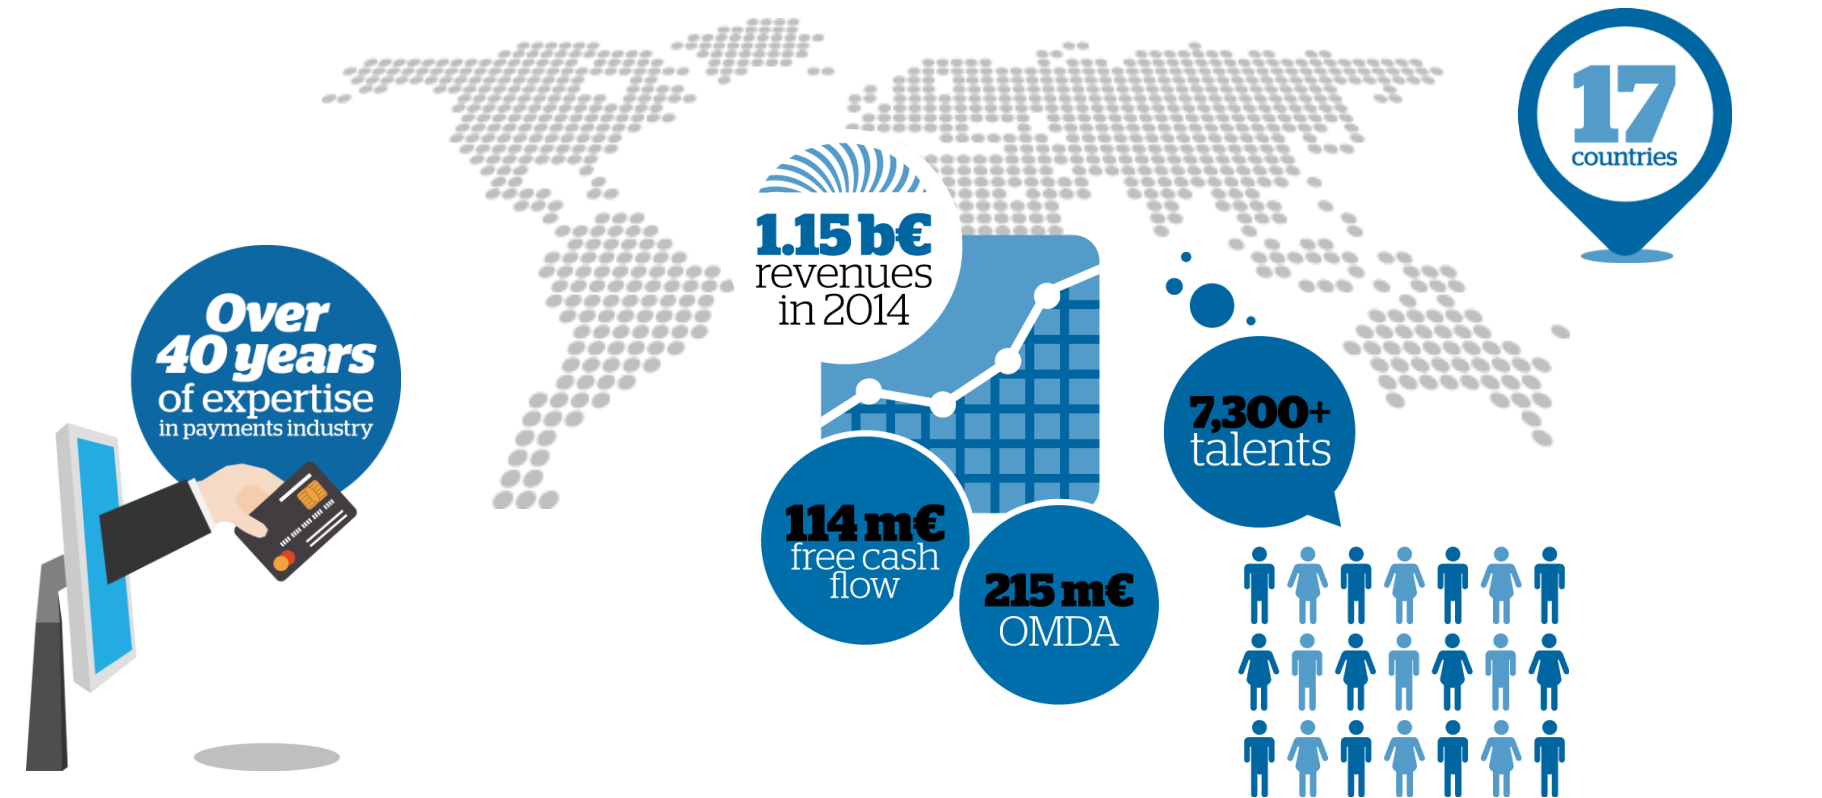 17
countries
1.15 b€
revenues
in 2014
Over
40 years
of expertise
in payments industry
7,300+
talents
114 m€
free cash
flow
215 m€
OMDA